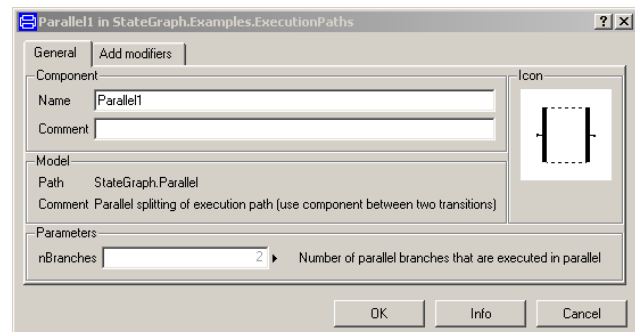 Parallel1 in StateGraph.Examples.ExecutionPaths
General Add modifiers
Component
Name Parallel1
Comment
Icon
Model
Path StateGraph.Parallel
Comment Parallel splitting of execution path (use component between two transitions)
Parameters
nBranches 2 Number of parallel branches that are executed in parallel
OK Info Cancel